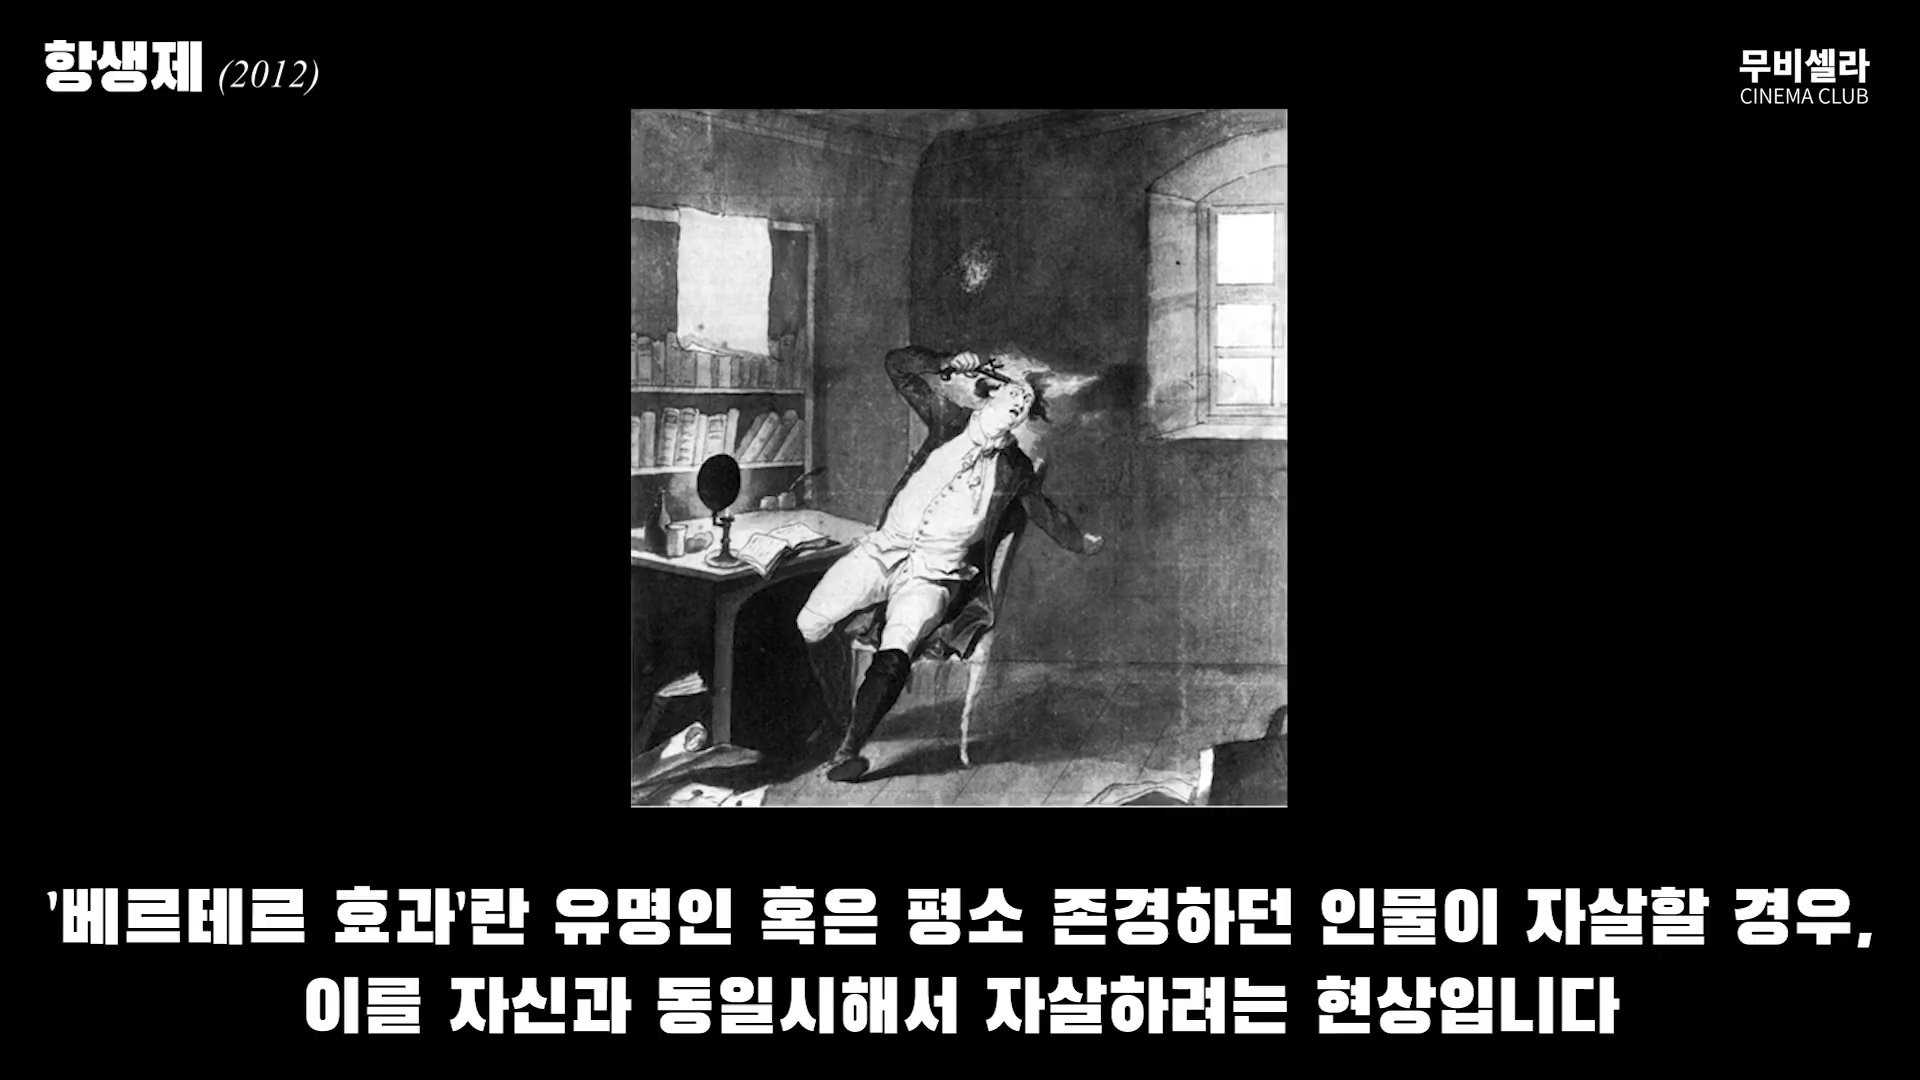 항생제 (2012)
무비셀라
CINEMA CLUB
'베르테르 효과'란 유명인 혹은 평소 존경하던 인물이 자살할 경우,
이를 자신과 동일시해서 자살하려는 현상입니다